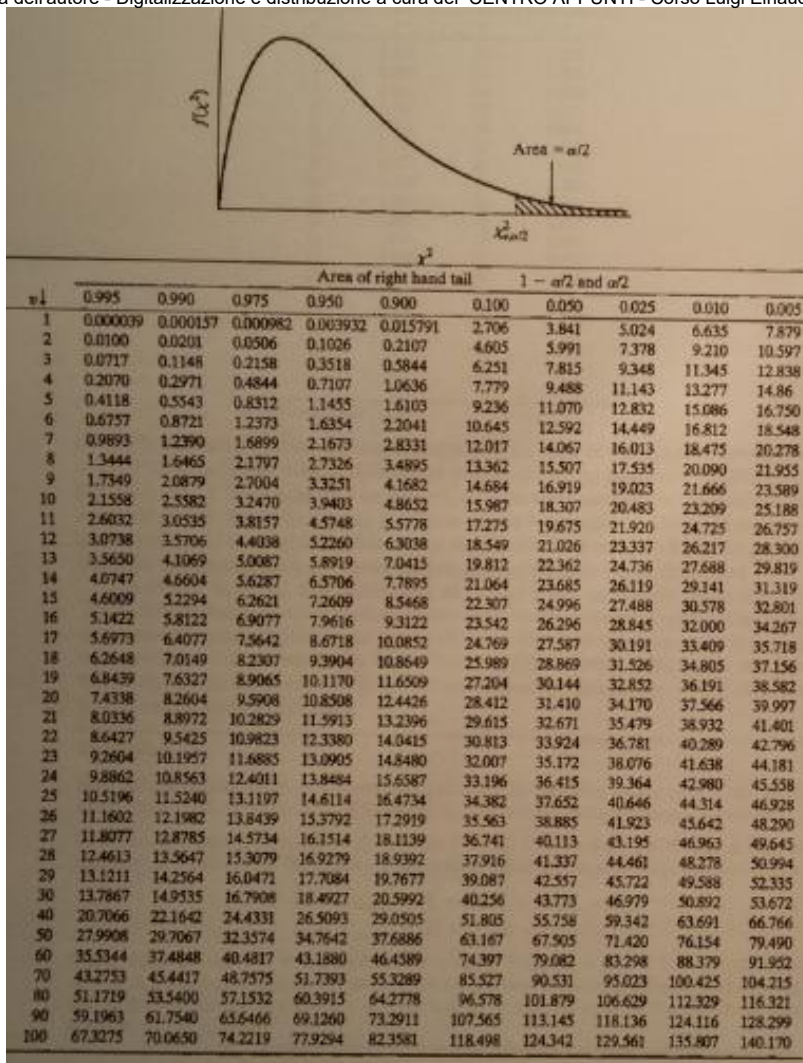 f(x²)
Area = α/2
χ²ᵥ,α/2
χ²
Area of right hand tail 1 − α/2 and α/2
v↓ 0.995 0.990 0.975 0.950 0.900 0.100 0.050 0.025 0.010 0.005
1 0.000039 0.000157 0.000982 0.003932 0.015791 2.706 3.841 5.024 6.635 7.879
2 0.0100 0.0201 0.0506 0.1026 0.2107 4.605 5.991 7.378 9.210 10.597
3 0.0717 0.1148 0.2158 0.3518 0.5844 6.251 7.815 9.348 11.345 12.838
4 0.2070 0.2971 0.4844 0.7107 1.0636 7.779 9.488 11.143 13.277 14.86
5 0.4118 0.5543 0.8312 1.1455 1.6103 9.236 11.070 12.832 15.086 16.750
6 0.6757 0.8721 1.2373 1.6354 2.2041 10.645 12.592 14.449 16.812 18.548
7 0.9893 1.2390 1.6899 2.1673 2.8331 12.017 14.067 16.013 18.475 20.278
8 1.3444 1.6465 2.1797 2.7326 3.4895 13.362 15.507 17.535 20.090 21.955
9 1.7349 2.0879 2.7004 3.3251 4.1682 14.684 16.919 19.023 21.666 23.589
10 2.1558 2.5582 3.2470 3.9403 4.8652 15.987 18.307 20.483 23.209 25.188
11 2.6032 3.0535 3.8157 4.5748 5.5778 17.275 19.675 21.920 24.725 26.757
12 3.0738 3.5706 4.4038 5.2260 6.3038 18.549 21.026 23.337 26.217 28.300
13 3.5650 4.1069 5.0087 5.8919 7.0415 19.812 22.362 24.736 27.688 29.819
14 4.0747 4.6604 5.6287 6.5706 7.7895 21.064 23.685 26.119 29.141 31.319
15 4.6009 5.2294 6.2621 7.2609 8.5468 22.307 24.996 27.488 30.578 32.801
16 5.1422 5.8122 6.9077 7.9616 9.3122 23.542 26.296 28.845 32.000 34.267
17 5.6973 6.4077 7.5642 8.6718 10.0852 24.769 27.587 30.191 33.409 35.718
18 6.2648 7.0149 8.2307 9.3904 10.8649 25.989 28.869 31.526 34.805 37.156
19 6.8439 7.6327 8.9065 10.1170 11.6509 27.204 30.144 32.852 36.191 38.582
20 7.4338 8.2604 9.5908 10.8508 12.4426 28.412 31.410 34.170 37.566 39.997
21 8.0336 8.8972 10.2829 11.5913 13.2396 29.615 32.671 35.479 38.932 41.401
22 8.6427 9.5425 10.9823 12.3380 14.0415 30.813 33.924 36.781 40.289 42.796
23 9.2604 10.1957 11.6885 13.0905 14.8480 32.007 35.172 38.076 41.638 44.181
24 9.8862 10.8563 12.4011 13.8484 15.6587 33.196 36.415 39.364 42.980 45.558
25 10.5196 11.5240 13.1197 14.6114 16.4734 34.382 37.652 40.646 44.314 46.928
26 11.1602 12.1982 13.8439 15.3792 17.2919 35.563 38.885 41.923 45.642 48.290
27 11.8077 12.8785 14.5734 16.1514 18.1139 36.741 40.113 43.195 46.963 49.645
28 12.4613 13.5647 15.3079 16.9279 18.9392 37.916 41.337 44.461 48.278 50.994
29 13.1211 14.2564 16.0471 17.7084 19.7677 39.087 42.557 45.722 49.588 52.335
30 13.7867 14.9535 16.7908 18.4927 20.5992 40.256 43.773 46.979 50.892 53.672
40 20.7066 22.1642 24.4331 26.5093 29.0505 51.805 55.758 59.342 63.691 66.766
50 27.9908 29.7067 32.3574 34.7642 37.6886 63.167 67.505 71.420 76.154 79.490
60 35.5344 37.4848 40.4817 43.1880 46.4589 74.397 79.082 83.298 88.379 91.952
70 43.2753 45.4417 48.7575 51.7393 55.3289 85.527 90.531 95.023 100.425 104.215
80 51.1719 53.5400 57.1532 60.3915 64.2778 96.578 101.879 106.629 112.329 116.321
90 59.1963 61.7540 65.6466 69.1260 73.2911 107.565 113.145 118.136 124.116 128.299
100 67.3275 70.0650 74.2219 77.9294 82.3581 118.498 124.342 129.561 135.807 140.170